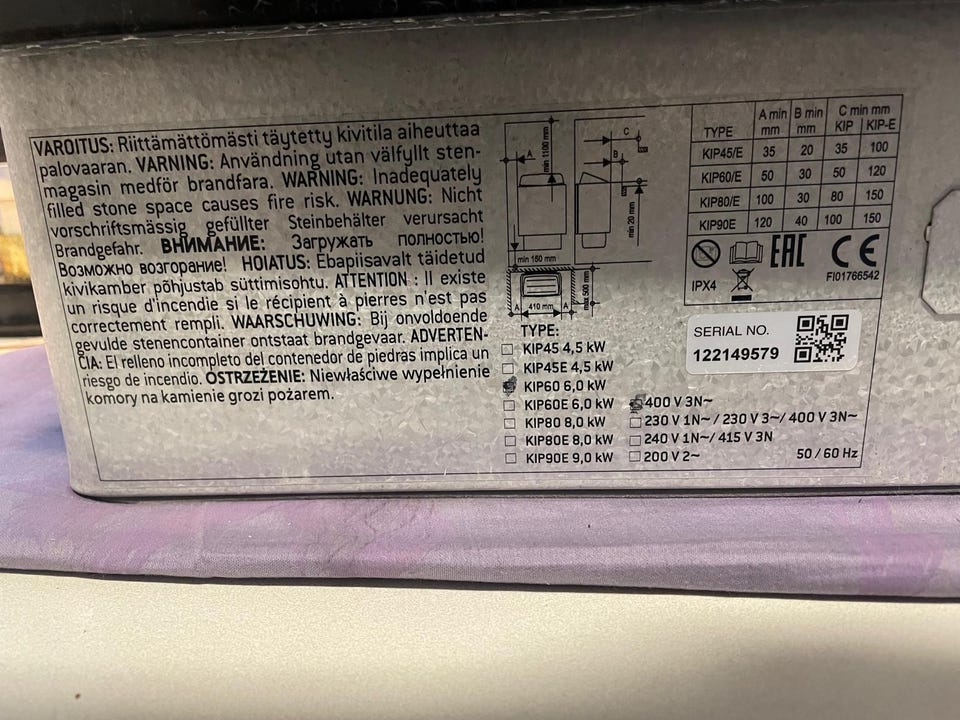 VAROITUS: Riittämättömästi täytetty kivitila aiheuttaa
palovaaran. VARNING: Användning utan välfyllt sten-
magasin medför brandfara. WARNING: Inadequately
filled stone space causes fire risk. WARNUNG: Nicht
vorschriftsmässig gefüllter Steinbehälter verursacht
Brandgefahr. ВНИМАНИЕ: Загружать полностью!
Возможно возгорание! HOIATUS: Ebapiisavalt täidetud
kivikamber põhjustab süttimisohtu. ATTENTION : Il existe
un risque d'incendie si le récipient à pierres n'est pas
correctement rempli. WAARSCHUWING: Bij onvoldoende
gevulde stenencontainer ontstaat brandgevaar. ADVERTEN-
CIA: El relleno incompleto del contenedor de piedras implica un
riesgo de incendio. OSTRZEŻENIE: Niewłaściwe wypełnienie
komory na kamienie grozi pożarem.
min 1100 mm
A
C
B
min 20 mm
min 150 mm
A
410 mm
A
max 500 mm
TYPE:
KIP45 4,5 kW
KIP45E 4,5 kW
KIP60 6,0 kW
KIP60E 6,0 kW
KIP80 8,0 kW
KIP80E 8,0 kW
KIP90E 9,0 kW
400 V 3N~
230 V 1N~ / 230 V 3~/ 400 V 3N~
240 V 1N~/ 415 V 3N
200 V 2~
50 / 60 Hz
TYPE A min mm B min mm C min mm KIP KIP-E
KIP45/E 35 20 35 100
KIP60/E 50 30 50 120
KIP80/E 100 30 80 150
KIP90E 120 40 100 150
EAC CE
IPX4
FI01766542
SERIAL NO.
122149579